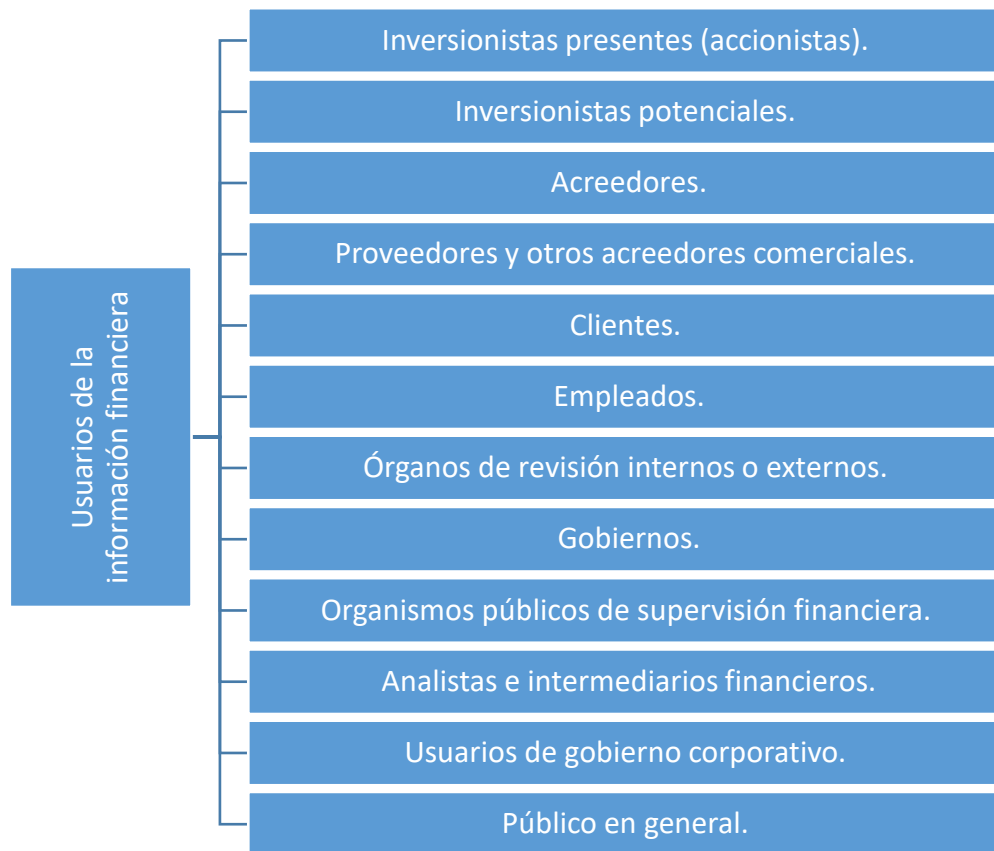 Usuarios de la
información financiera
Inversionistas presentes (accionistas).
Inversionistas potenciales.
Acreedores.
Proveedores y otros acreedores comerciales.
Clientes.
Empleados.
Órganos de revisión internos o externos.
Gobiernos.
Organismos públicos de supervisión financiera.
Analistas e intermediarios financieros.
Usuarios de gobierno corporativo.
Público en general.